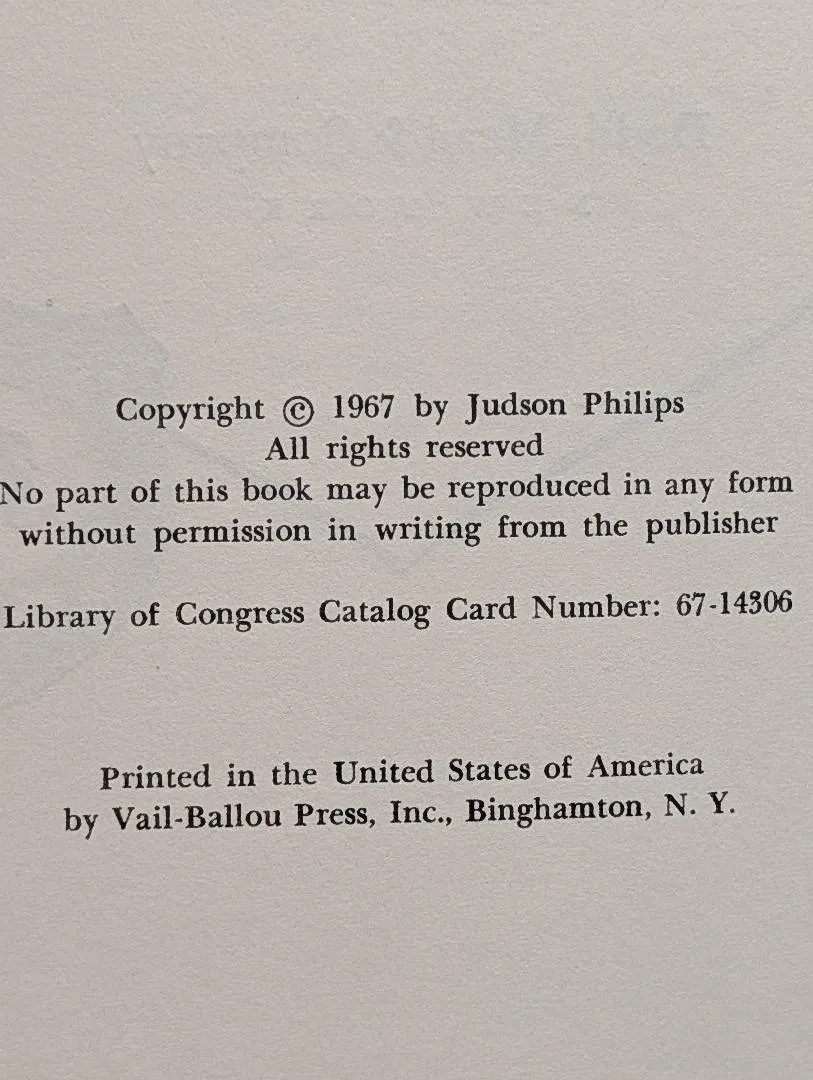 Copyright © 1967 by Judson Philips
All rights reserved
No part of this book may be reproduced in any form
without permission in writing from the publisher
Library of Congress Catalog Card Number: 67-14306
Printed in the United States of America
by Vail-Ballou Press, Inc., Binghamton, N. Y.